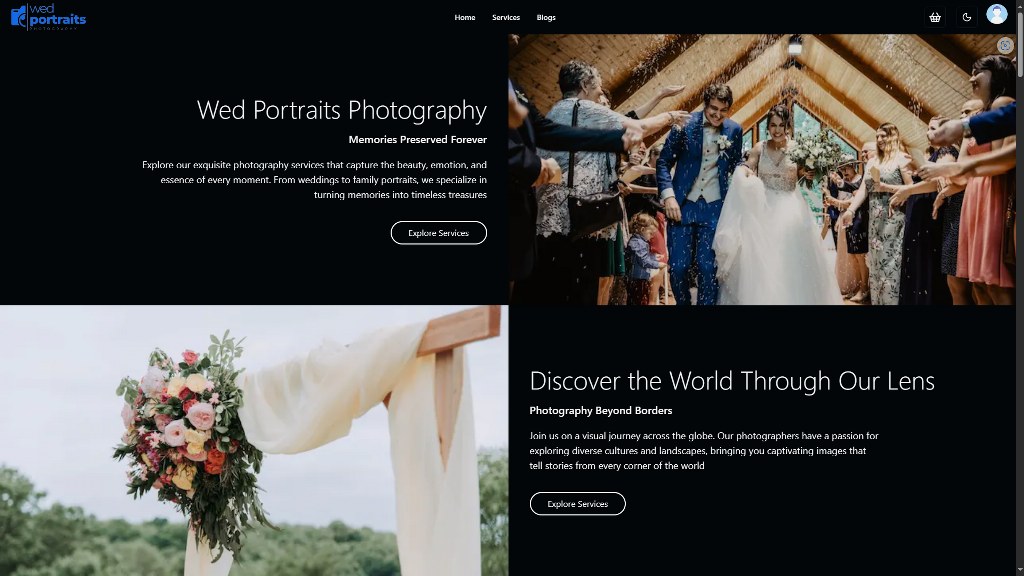 wed
portraits
PHOTOGRAPHY
Home Services Blogs
Wed Portraits Photography
Memories Preserved Forever
Explore our exquisite photography services that capture the beauty, emotion, and
essence of every moment. From weddings to family portraits, we specialize in
turning memories into timeless treasures
Explore Services
Discover the World Through Our Lens
Photography Beyond Borders
Join us on a visual journey across the globe. Our photographers have a passion for
exploring diverse cultures and landscapes, bringing you captivating images that
tell stories from every corner of the world
Explore Services